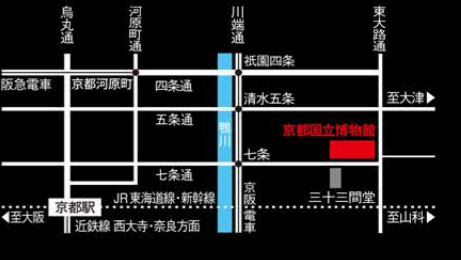 烏丸通
河原町通
川端通
東大路通
祇園四条
阪急電車
京都河原町
四条通
清水五条
至大津▶
五条通
鴨川
京都国立博物館
七条
七条通
三十三間堂
JR東海道線・新幹線
京阪電車
京都駅
◀至大阪
至山科▶
近鉄線 西大寺・奈良方面